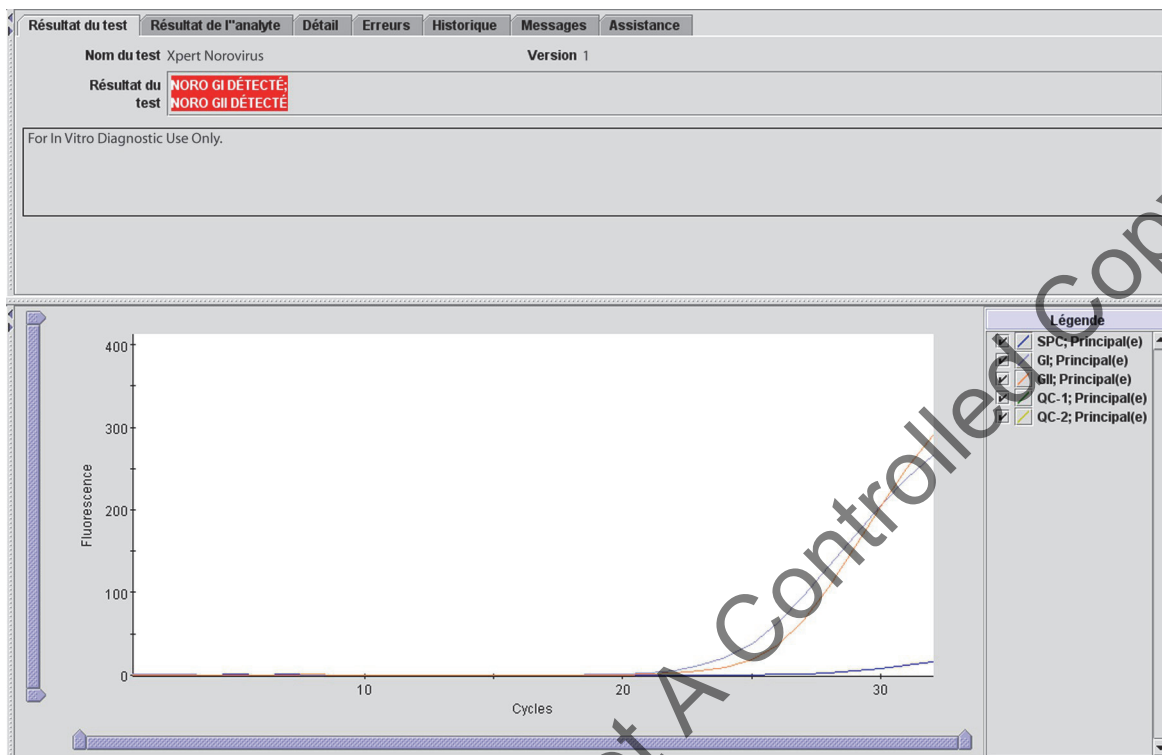 Résultat du test Résultat de l"analyte Détail Erreurs Historique Messages Assistance
Nom du test Xpert Norovirus Version 1
Résultat du test NORO GI DÉTECTÉ;
NORO GII DÉTECTÉ
For In Vitro Diagnostic Use Only.
Légende
SPC; Principal(e)
GI; Principal(e)
GII; Principal(e)
QC-1; Principal(e)
QC-2; Principal(e)
400
300
200
100
0
Fluorescence
10 20 30
Cycles
t A Controlled Copy